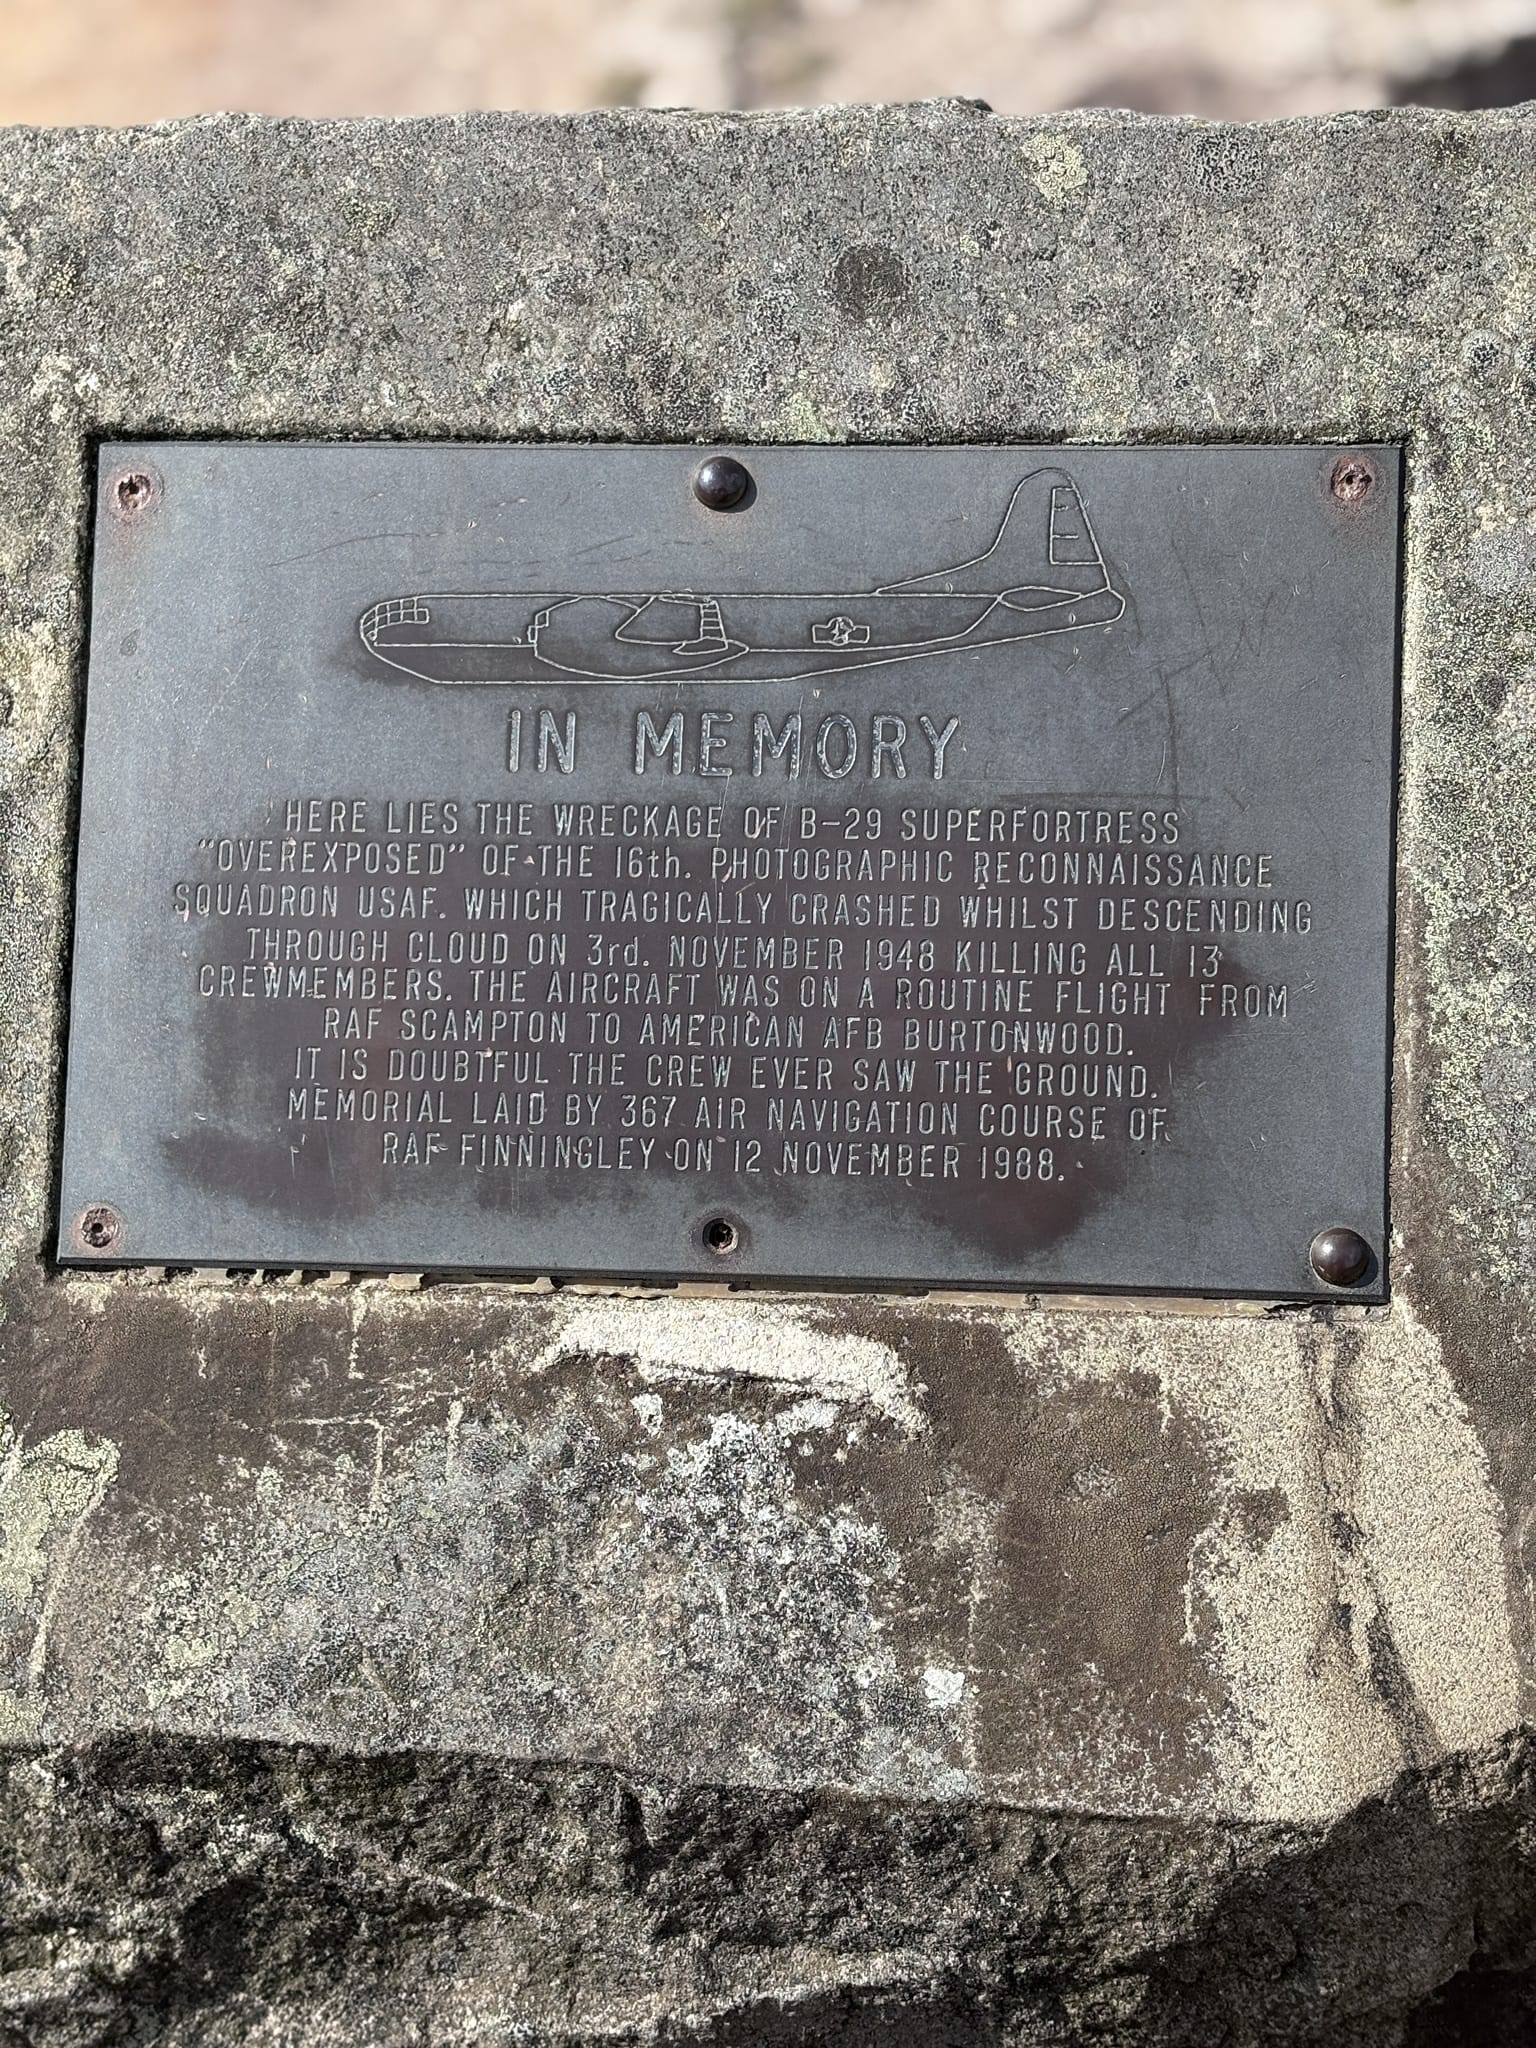 IN MEMORY
HERE LIES THE WRECKAGE OF B-29 SUPERFORTRESS
"OVEREXPOSED" OF THE 16th. PHOTOGRAPHIC RECONNAISSANCE
SQUADRON USAF. WHICH TRAGICALLY CRASHED WHILST DESCENDING
THROUGH CLOUD ON 3rd. NOVEMBER 1948 KILLING ALL 13
CREWMEMBERS. THE AIRCRAFT WAS ON A ROUTINE FLIGHT FROM
RAF SCAMPTON TO AMERICAN AFB BURTONWOOD.
IT IS DOUBTFUL THE CREW EVER SAW THE GROUND.
MEMORIAL LAID BY 367 AIR NAVIGATION COURSE OF
RAF FINNINGLEY ON 12 NOVEMBER 1988.